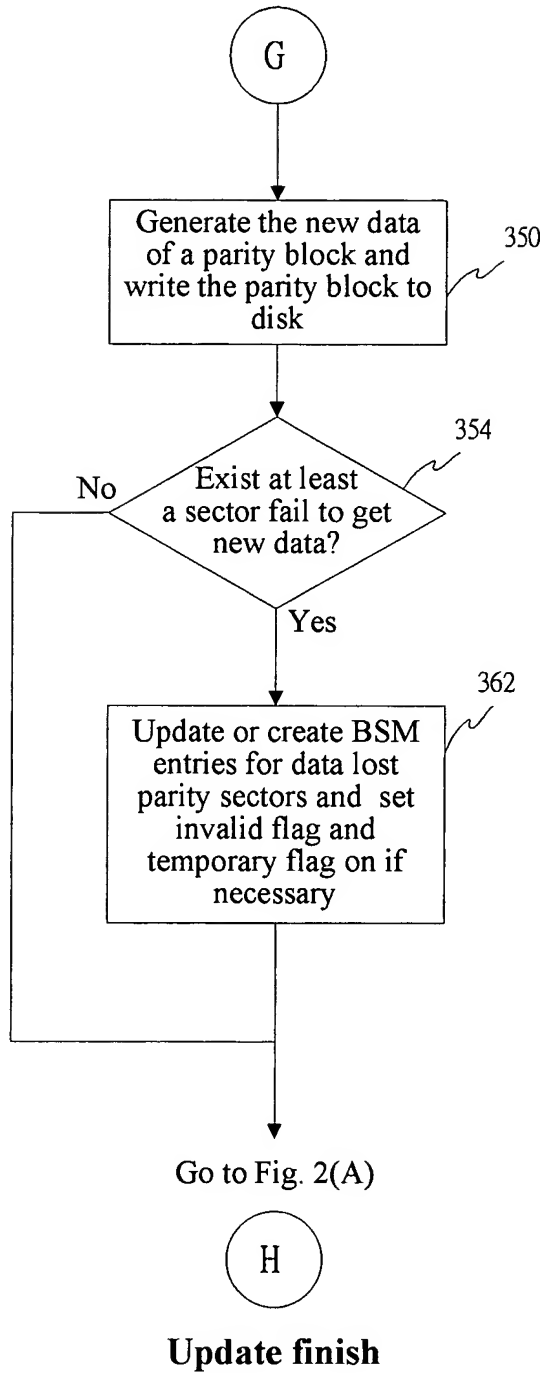 G
Generate the new data
of a parity block and
write the parity block to
disk
350
354
Exist at least
a sector fail to get
new data?
No
Yes
362
Update or create BSM
entries for data lost
parity sectors and set
invalid flag and
temporary flag on if
necessary
Go to Fig. 2(A)
H
Update finish